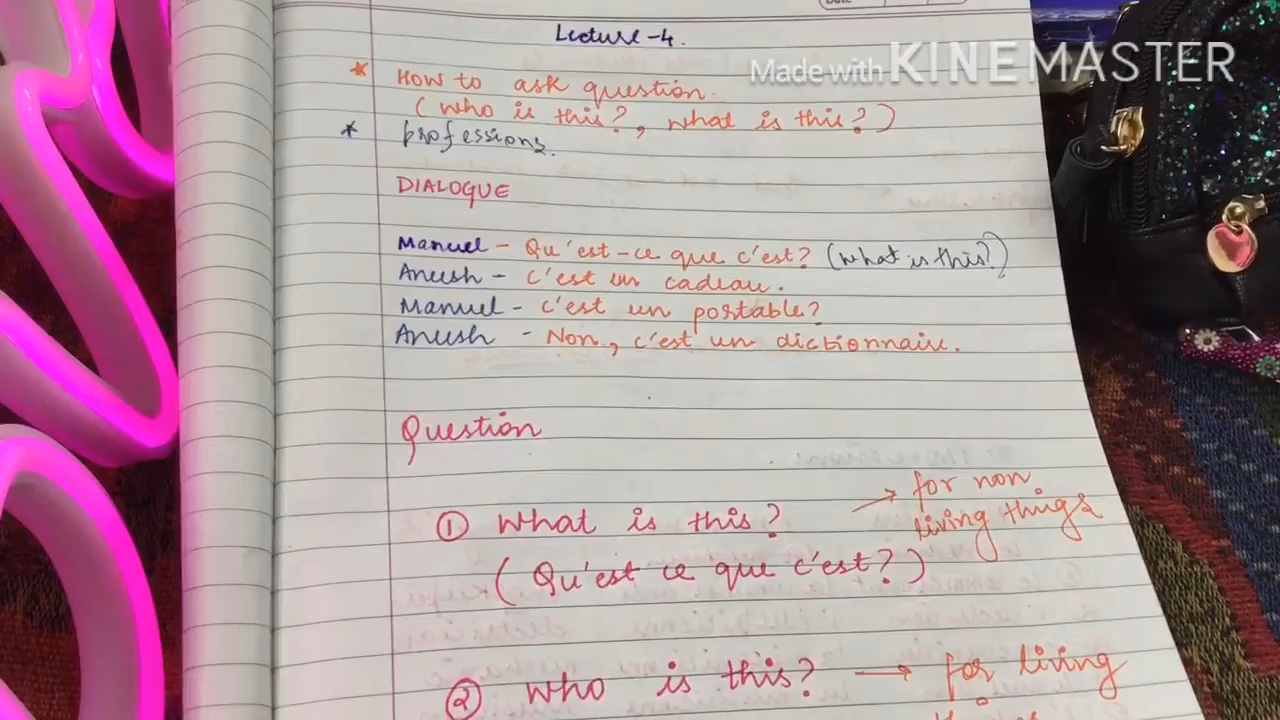 Lecture-4.
Made with KINEMASTER
* How to ask question.
(Who is this?, What is this?)
* professions.
DIALOGUE
Manuel - Qu'est-ce que c'est? (What is this?)
Anush - C'est un cadeau.
Manuel - C'est un portable?
Anush - Non, c'est un dictionnaire.
Question
① What is this? → for non
living things
(Qu'est ce que c'est?)
② Who is this? → for living